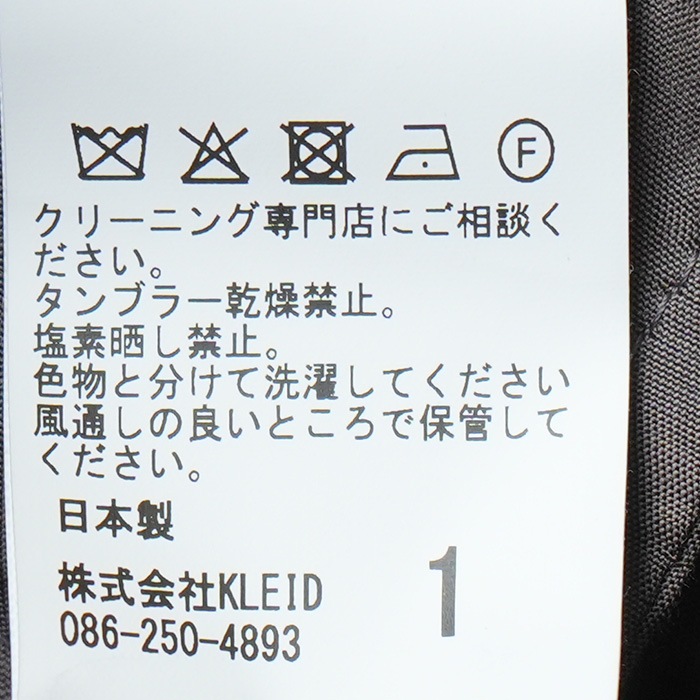 F
クリーニング専門店にご相談く
ださい。
タンブラー乾燥禁止。
塩素晒し禁止。
色物と分けて洗濯してください
風通しの良いところで保管して
ください。
日本製
株式会社KLEID
086-250-4893
1